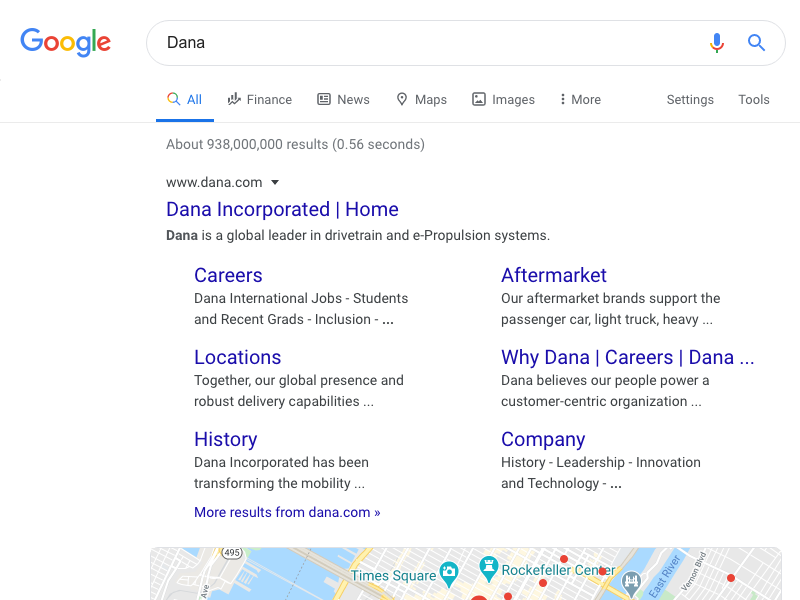 Google
Dana
All
Finance
News
Maps
Images
More
Settings
Tools
About 938,000,000 results (0.56 seconds)
www.dana.com
Dana Incorporated | Home
Dana is a global leader in drivetrain and e-Propulsion systems.
Careers
Dana International Jobs - Students
and Recent Grads - Inclusion - ...
Aftermarket
Our aftermarket brands support the
passenger car, light truck, heavy ...
Locations
Together, our global presence and
robust delivery capabilities ...
Why Dana | Careers | Dana ...
Dana believes our people power a
customer-centric organization ...
History
Dana Incorporated has been
transforming the mobility ...
Company
History - Leadership - Innovation
and Technology - ...
More results from dana.com »
495
Times Square
Rockefeller Center
East River
Vernon Blvd
Ave